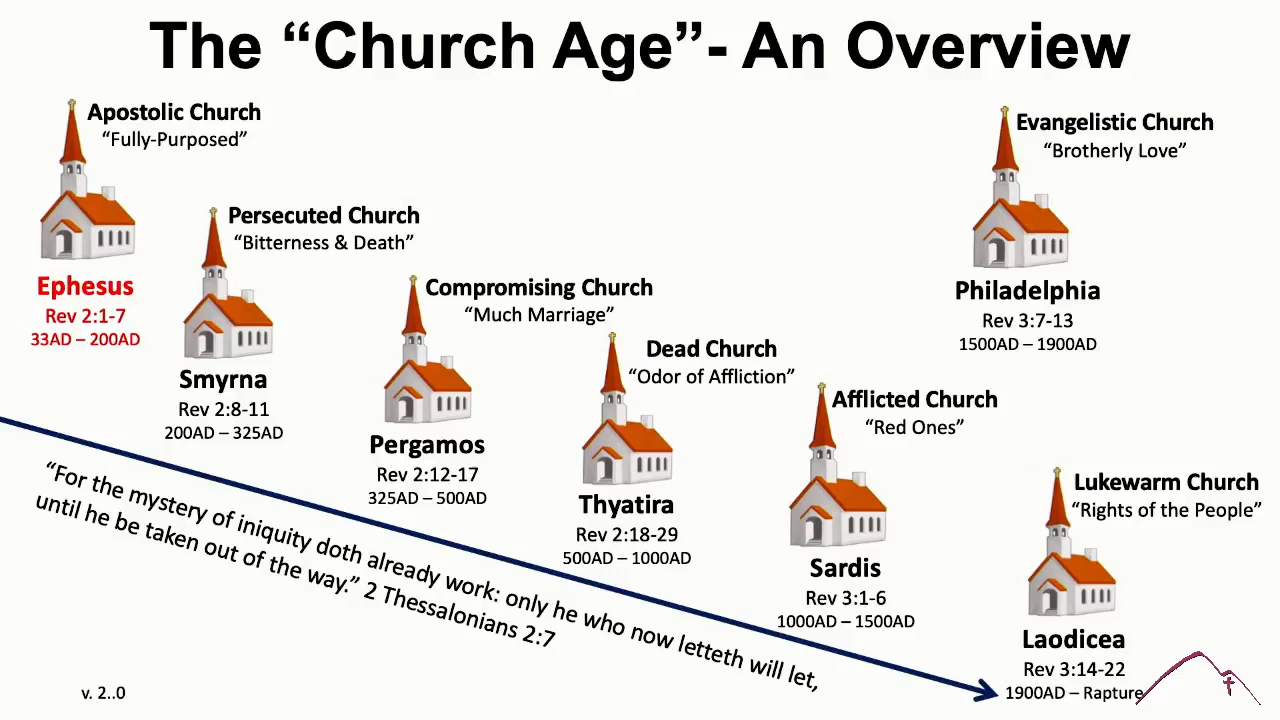 The “Church Age”- An Overview
Apostolic Church
“Fully-Purposed”
Ephesus
Rev 2:1-7
33AD – 200AD
Persecuted Church
“Bitterness & Death”
Smyrna
Rev 2:8-11
200AD – 325AD
Compromising Church
“Much Marriage”
Pergamos
Rev 2:12-17
325AD – 500AD
Dead Church
“Odor of Affliction”
Thyatira
Rev 2:18-29
500AD – 1000AD
Afflicted Church
“Red Ones”
Sardis
Rev 3:1-6
1000AD – 1500AD
Evangelistic Church
“Brotherly Love”
Philadelphia
Rev 3:7-13
1500AD – 1900AD
Lukewarm Church
“Rights of the People”
Laodicea
Rev 3:14-22
1900AD – Rapture
“For the mystery of iniquity doth already work: only he who now letteth will let,
until he be taken out of the way.” 2 Thessalonians 2:7
v. 2..0